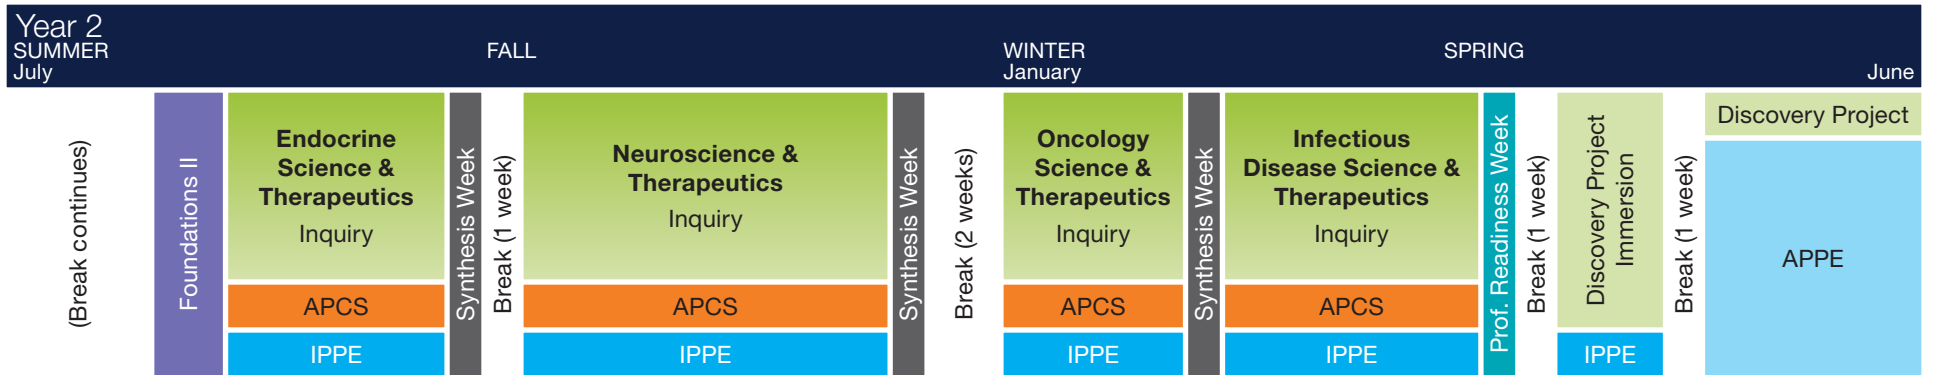 Year 2
SUMMER
July
FALL
WINTER
January
SPRING
June
(Break continues)
Foundations II
Endocrine
Science &
Therapeutics
Inquiry
APCS
IPPE
Synthesis Week
Break (1 week)
Neuroscience &
Therapeutics
Inquiry
APCS
IPPE
Synthesis Week
Break (2 weeks)
Oncology
Science &
Therapeutics
Inquiry
APCS
IPPE
Synthesis Week
Infectious
Disease Science &
Therapeutics
Inquiry
APCS
IPPE
Prof. Readiness Week
Break (1 week)
Discovery Project
Immersion
IPPE
Break (1 week)
Discovery Project
APPE